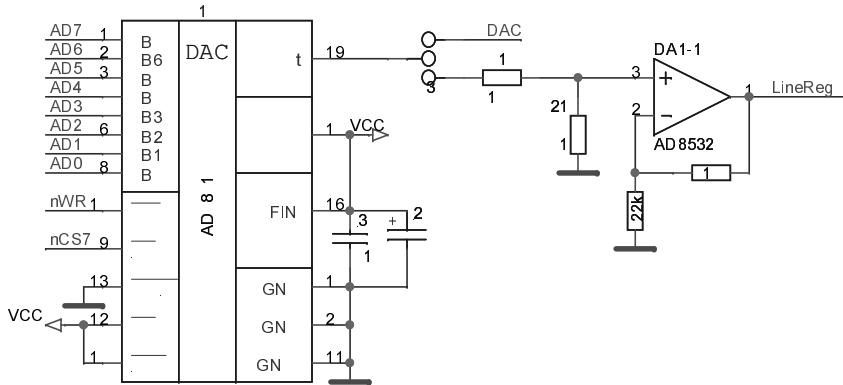 1
AD7 1 B DAC t 19 DAC
AD6 2 B6
AD5 3 B 3 1 1
AD4 B
AD3 B3
AD2 6 B2 1 VCC
AD1 B1
AD0 8 B
DA1-1
3 + 1 LineReg
2 -
AD8532
21
1
1
22k
nWR 1 AD 8 1 FIN 16
3 + 2
1
nCS7 9
13 GN 1
VCC 12 GN 2
1 GN 11